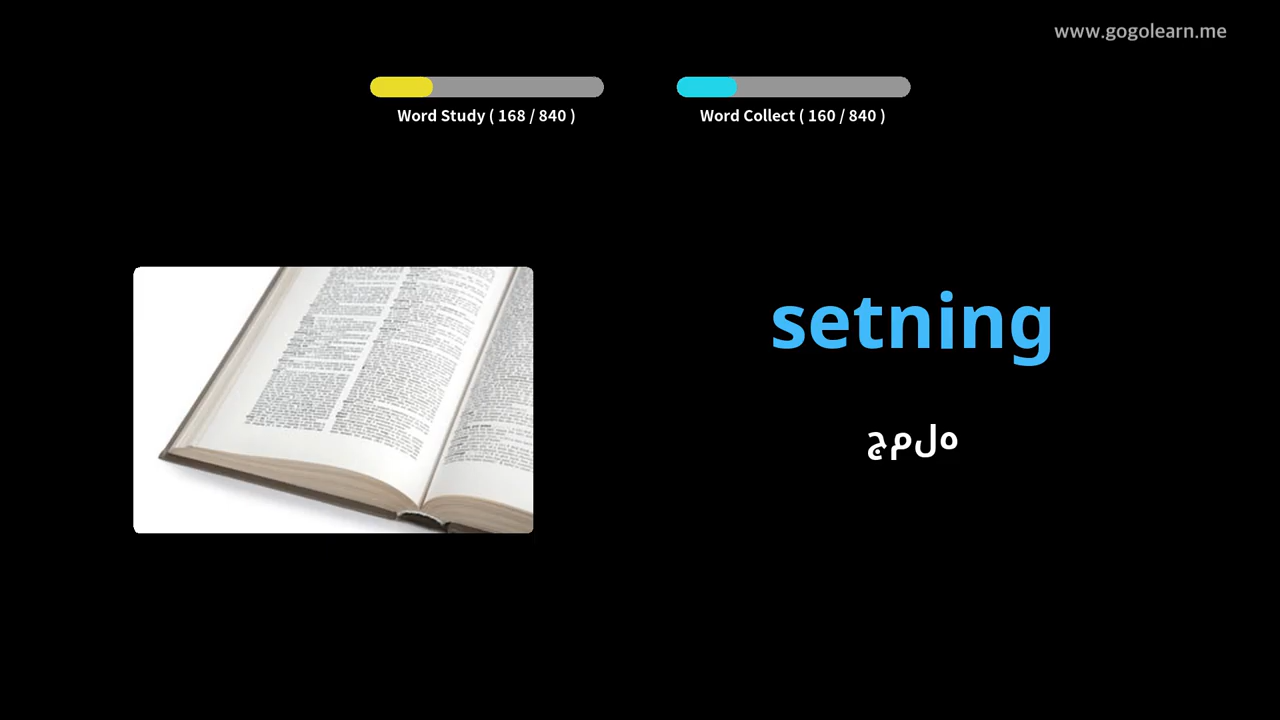 www.gogolearn.me
Word Study ( 168 / 840 )
Word Collect ( 160 / 840 )
setning
جمله